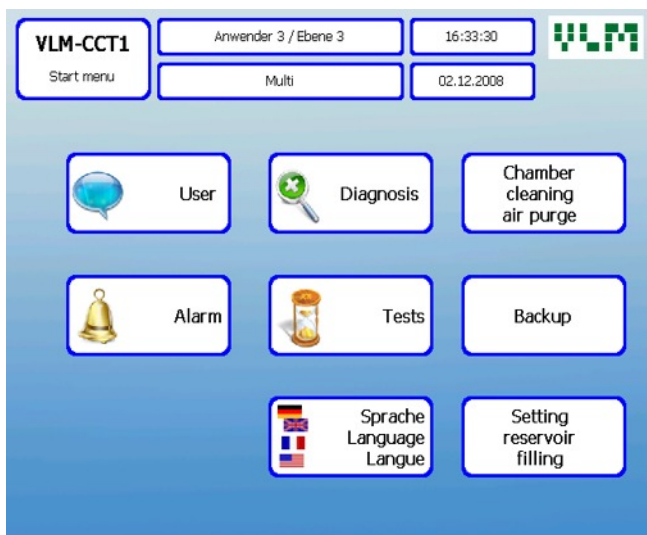 VLM-CCT1
Start menu
Anwender 3 / Ebene 3
16:33:30
VLM
Multi
02.12.2008
User
Diagnosis
Chamber
cleaning
air purge
Alarm
Tests
Backup
Sprache
Language
Langue
Setting
reservoir
filling